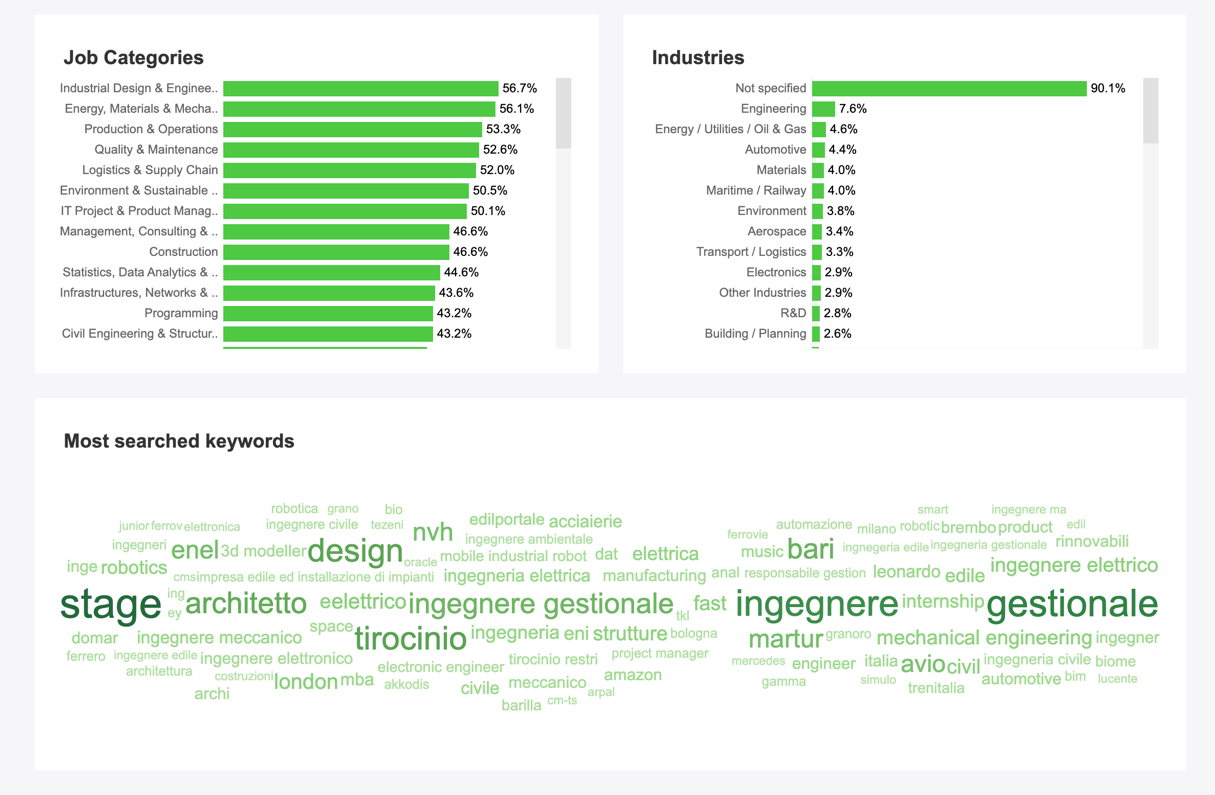 Job Categories
Industrial Design & Enginee.. 56.7%
Energy, Materials & Mecha.. 56.1%
Production & Operations 53.3%
Quality & Maintenance 52.6%
Logistics & Supply Chain 52.0%
Environment & Sustainable .. 50.5%
IT Project & Product Manag.. 50.1%
Management, Consulting & .. 46.6%
Construction 46.6%
Statistics, Data Analytics & .. 44.6%
Infrastructures, Networks & .. 43.6%
Programming 43.2%
Civil Engineering & Structur.. 43.2%
Industries
Not specified 90.1%
Engineering 7.6%
Energy / Utilities / Oil & Gas 4.6%
Automotive 4.4%
Materials 4.0%
Maritime / Railway 4.0%
Environment 3.8%
Aerospace 3.4%
Transport / Logistics 3.3%
Electronics 2.9%
Other Industries 2.9%
R&D 2.8%
Building / Planning 2.6%
Most searched keywords
robotica grano bio smart ingegnere ma
junior ferrov elettronica ingegnere civile tezeni nvh edilportale acciaierie ferrovie automazione milano robotic brembo product edil
ingegneri enel 3d modeller design oracle ingegnere ambientale mobile industrial robot dat elettrica music bari ingnegeria edile ingegneria gestionale rinnovabili
inge robotics cms impresa edile ed installazione di impianti ingegneria elettrica manufacturing anal responsabile gestion leonardo edile ingegnere elettrico
stage ing ey architetto eelettrico ingegnere gestionale tkl fast ingegnere internship gestionale
domar ingegnere meccanico space tirocinio ingegneria eni strutture bologna martur granoro mechanical engineering ingegner
ferrero ingegnere edile ingegnere elettronico electronic engineer tirocinio restri project manager mercedes engineer italia avio civil ingegneria civile biome
architettura costruzioni london mba akkodis civile meccanico amazon gamma simulo trenitalia automotive bim lucente
archi barilla cm-ts arpal